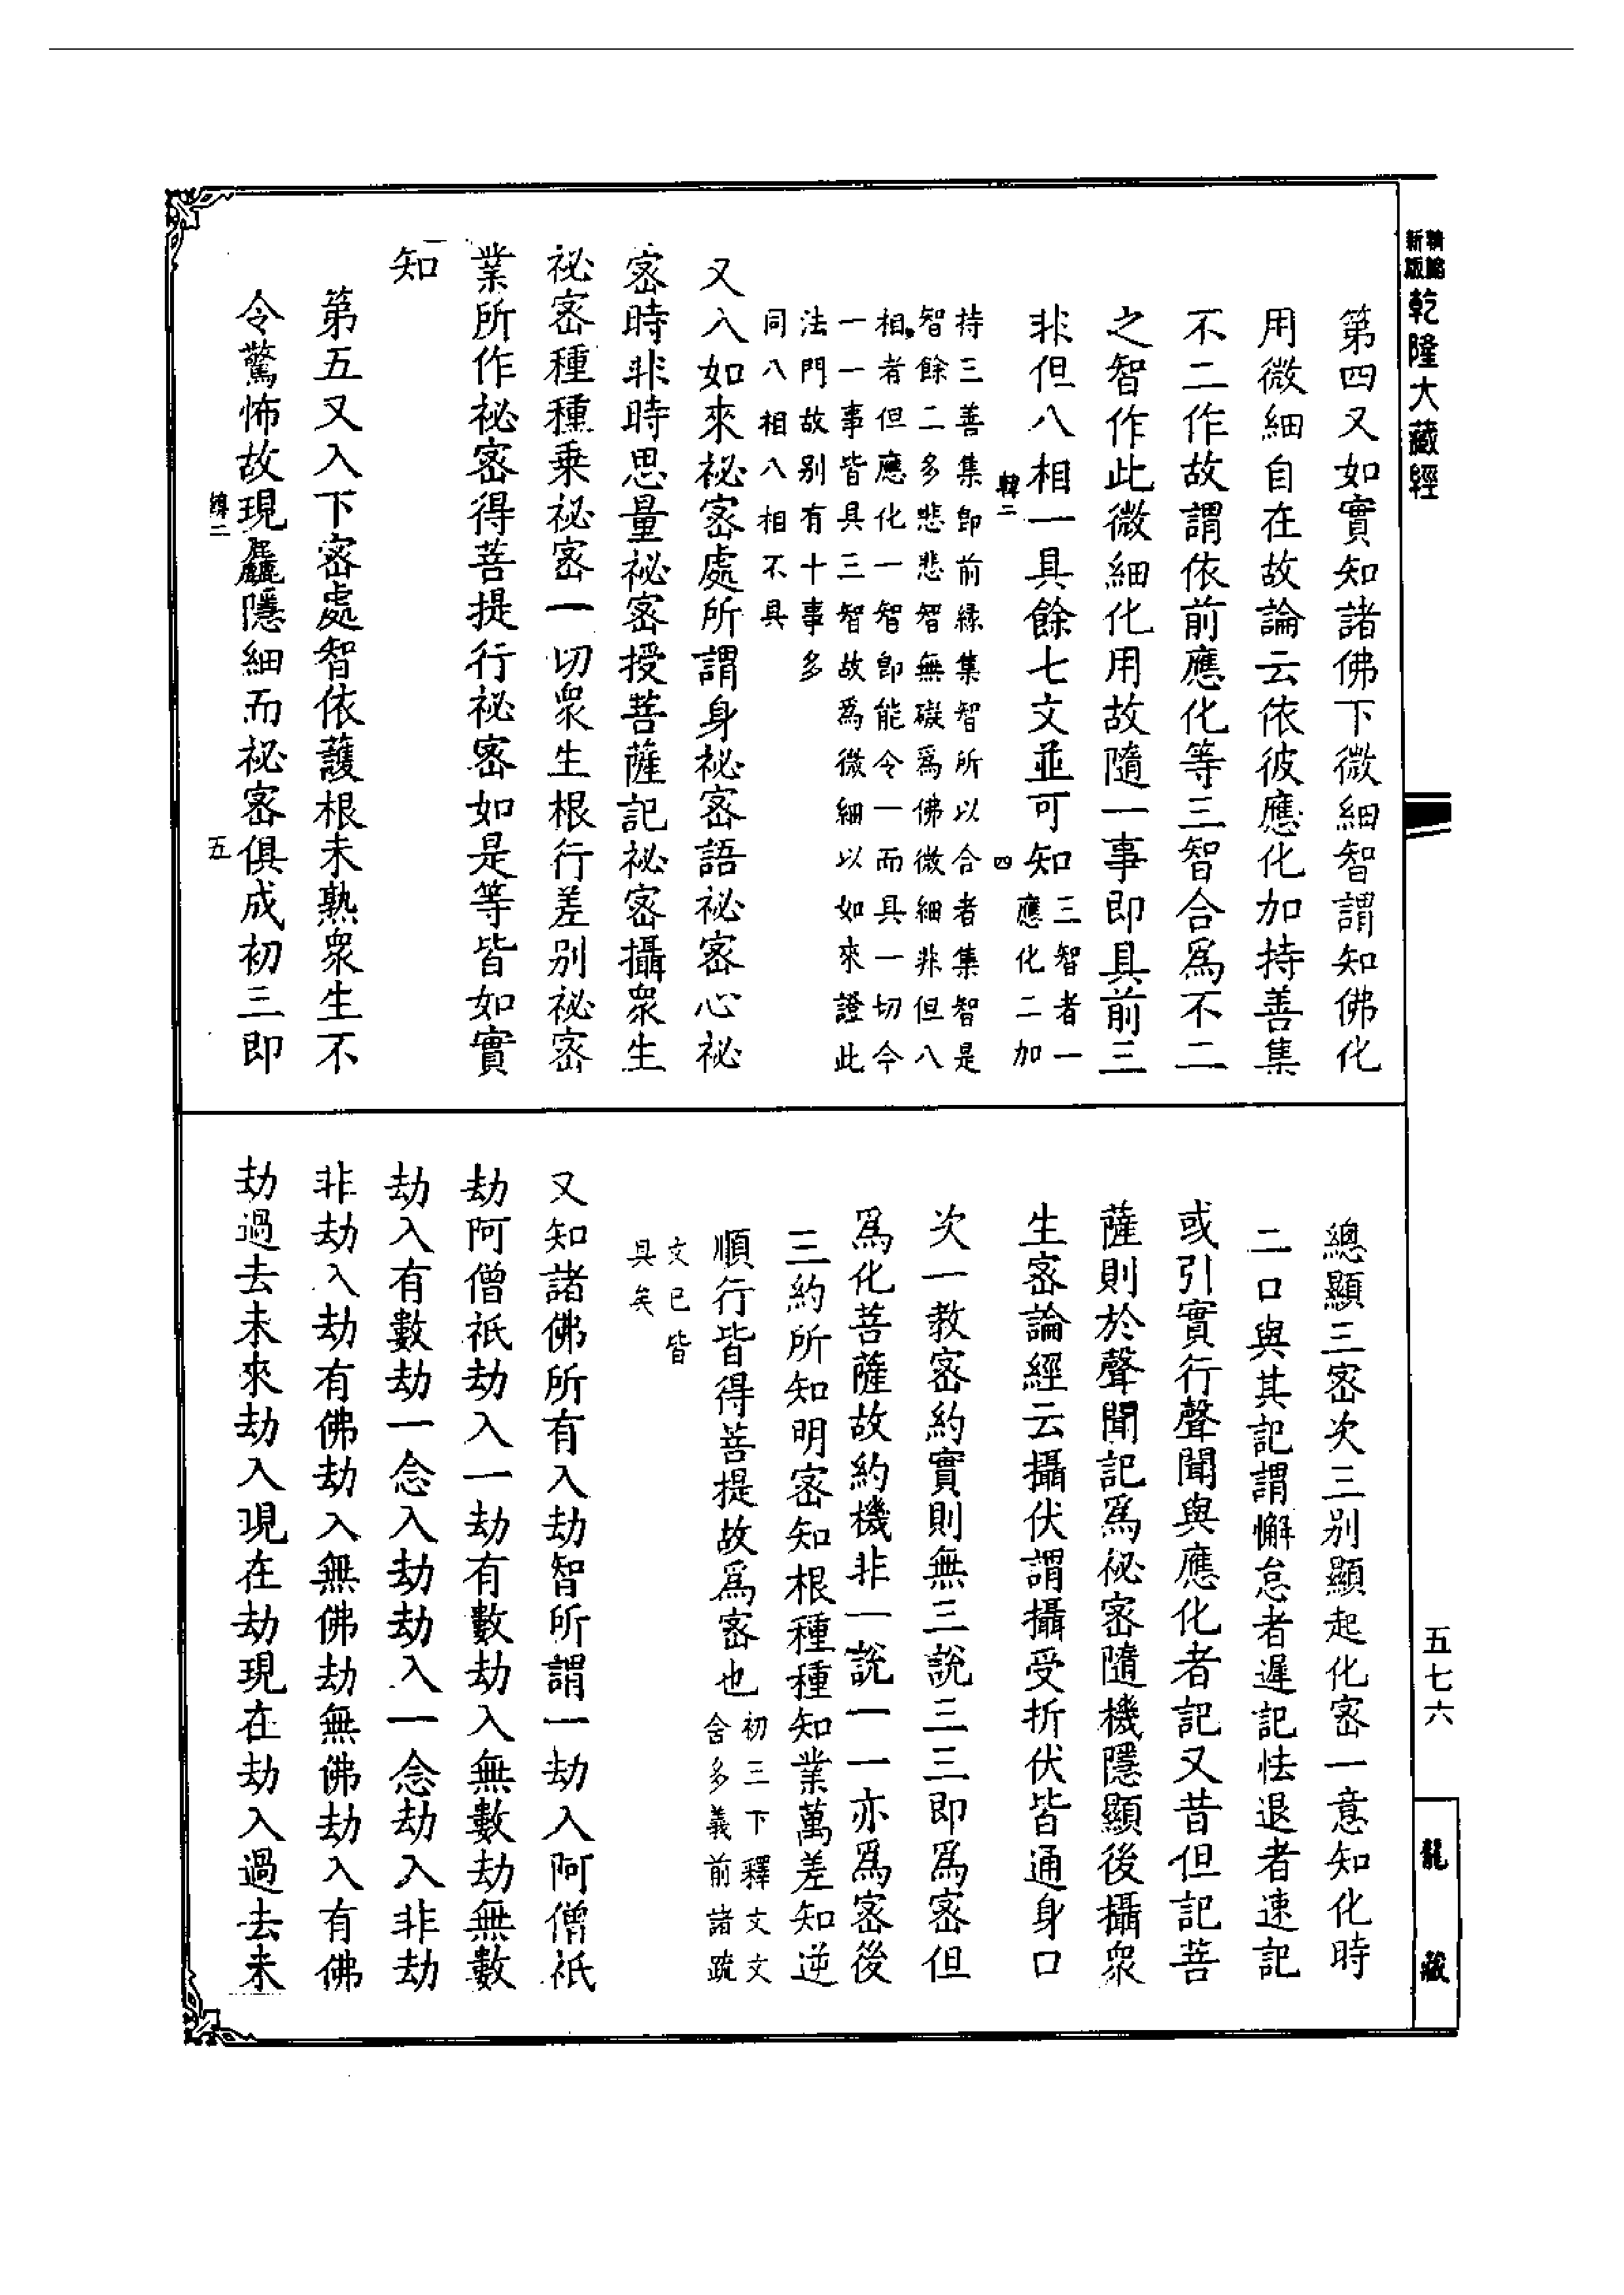 新版
乾隆大藏經
第四又如實知諸佛下微細智謂知佛化
用微細自在故論云依彼應化加持善集
不二作故謂依前應化等三智合爲不二
之智作此微細化用故隨一事即具前三
非但八相一具餘七文並可知三智者一
應化二加
持三善集即前緣集智所以合者集智是
智餘二多悲悲智無礙爲佛微細非但八
相者但應化一智即能令一而具一切今
一一事皆具三智故爲微細以如來證此
法門故别有十事多
同八相八相不具
又入如來祕密處所謂身祕密語祕密心祕
密時非時思量祕密授菩薩記祕密攝衆生
祕密種種乘祕密一切衆生根行差别祕密
業所作祕密得菩提行祕密如是等皆如實
知
第五又入下密處智依護根未熟衆生不
令驚怖故現麤隱細而祕密俱成初三即
五
總顯三密次三别顯起化密一意知化時
二口與其記謂懈怠者遲記怯退者速記
或引實行聲聞與應化者記又昔但記菩
薩則於聲聞記爲祕密隨機隱顯後攝衆
生密論經云攝伏謂攝受折伏皆通身口
次一教密約實則無三說三三即爲密但
爲化菩薩故約機非一說一一亦爲密後
三約所知明密知根種種知業萬差知逆
順行皆得菩提故爲密也初三下釋文文
含多義前諸疏
文已皆
具矣
又知諸佛所有入劫智所謂一劫入阿僧祇
劫阿僧祇劫入一劫有數劫入無數劫無數
劫入有數劫一念入劫劫入一念劫入非劫
非劫入劫有佛劫入無佛劫無佛劫入有佛
劫過去未來劫入現在劫現在劫入過去未
五七六
龍藏